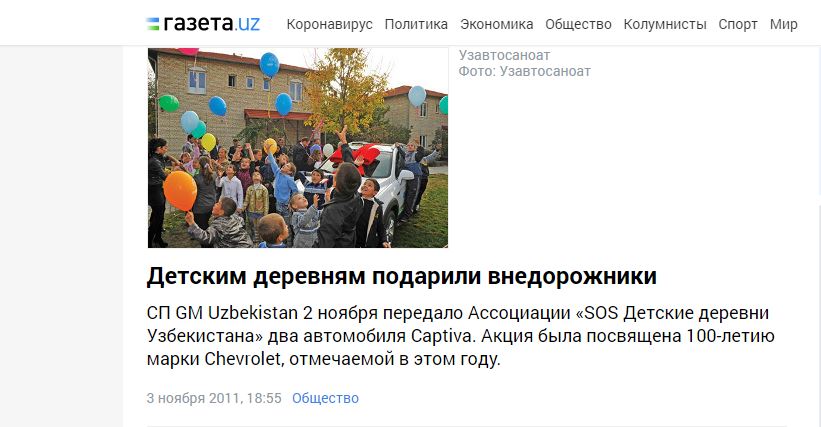 газета.uz
Коронавирус Политика Экономика Общество Колумнисты Спорт Мир
Узавтосаноат
Фото: Узавтосаноат
Детским деревням подарили внедорожники
СП GM Uzbekistan 2 ноября передало Ассоциации «SOS Детские деревни
Узбекистана» два автомобиля Captiva. Акция была посвящена 100-летию
марки Chevrolet, отмечаемой в этом году.
3 ноября 2011, 18:55 Общество